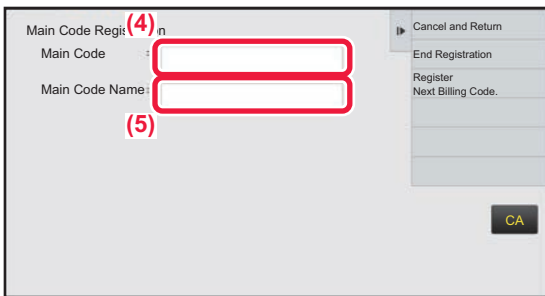 Main Code Registration
(4)
Cancel and Return
Main Code :
End Registration
Register
Next Billing Code.
Main Code Name:
(5)
CA